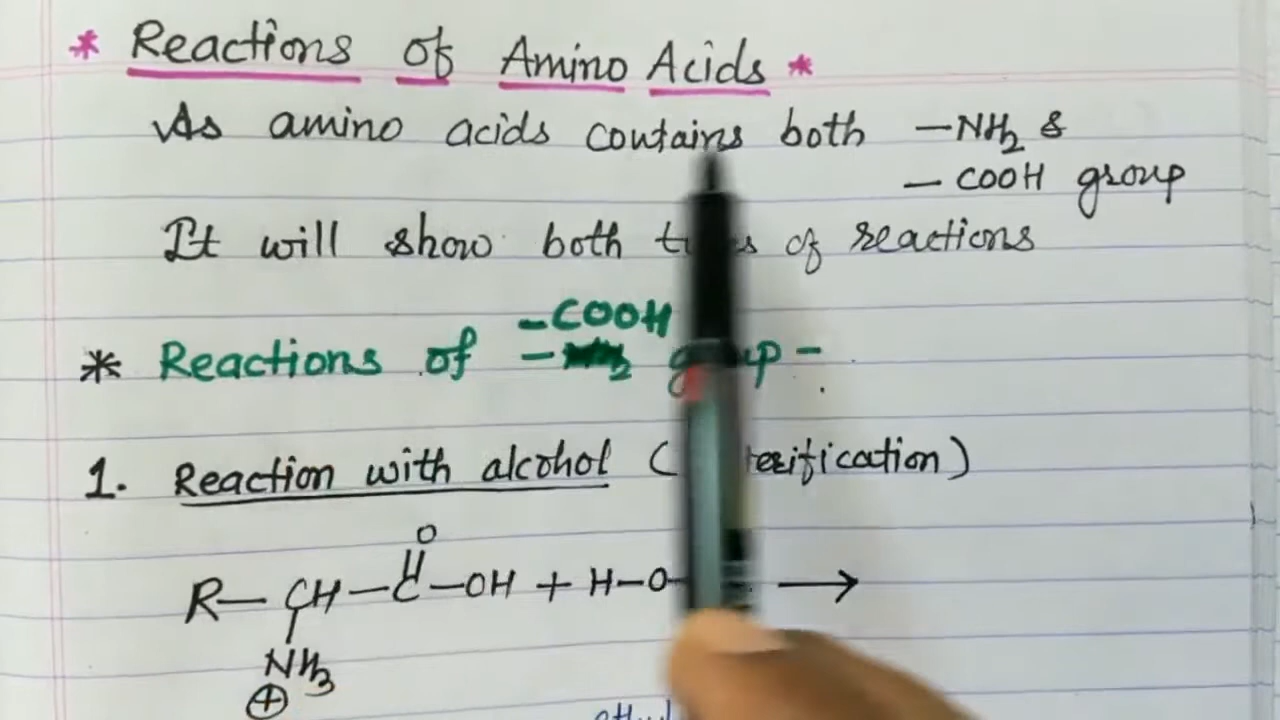 * Reactions of Amino Acids *
As amino acids contains both —NH₂ &
— COOH group
It will show both of reactions
–COOH
* Reactions of –
1. Reaction with alcohol (
O
||
R— CH —C —OH + H—O— ⟶
|
NH₃
⊕